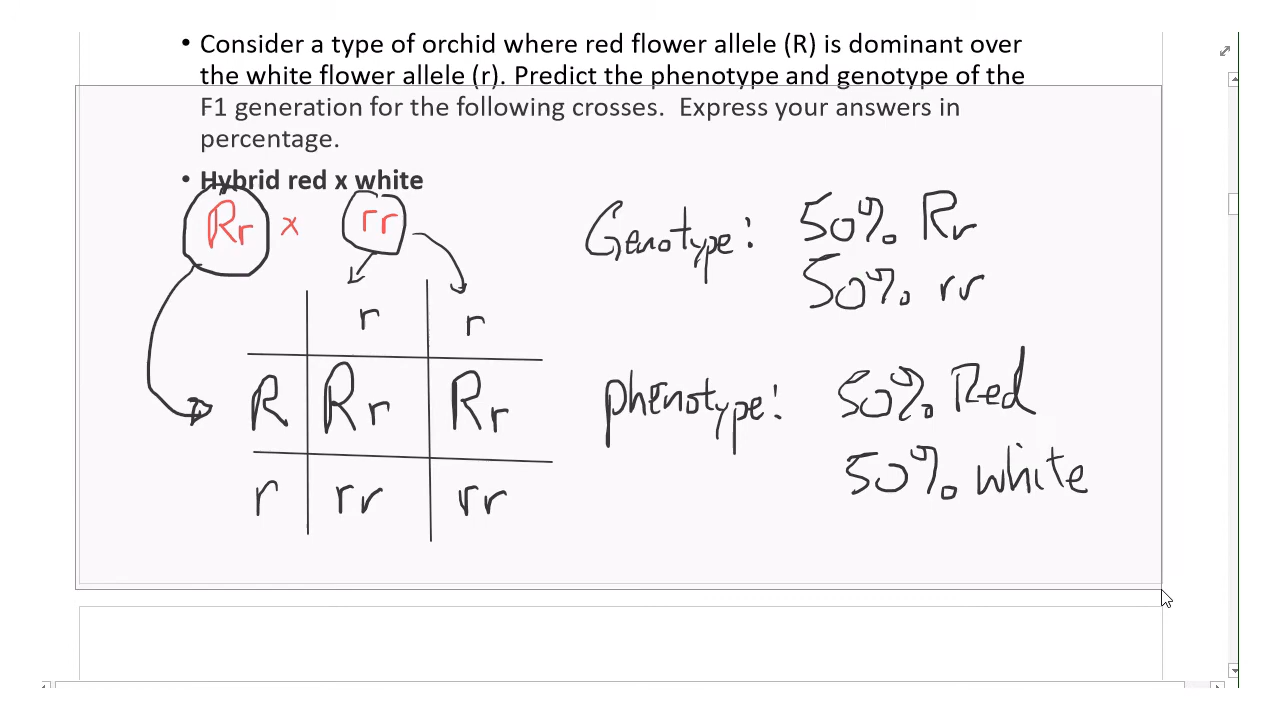 • Consider a type of orchid where red flower allele (R) is dominant over
the white flower allele (r). Predict the phenotype and genotype of the
F1 generation for the following crosses.  Express your answers in
percentage.
• Hybrid red x white
Rr x rr
r r
R Rr Rr
r rr rr
Genotype: 50% Rr
50% rr
phenotype: 50% Red
50% white